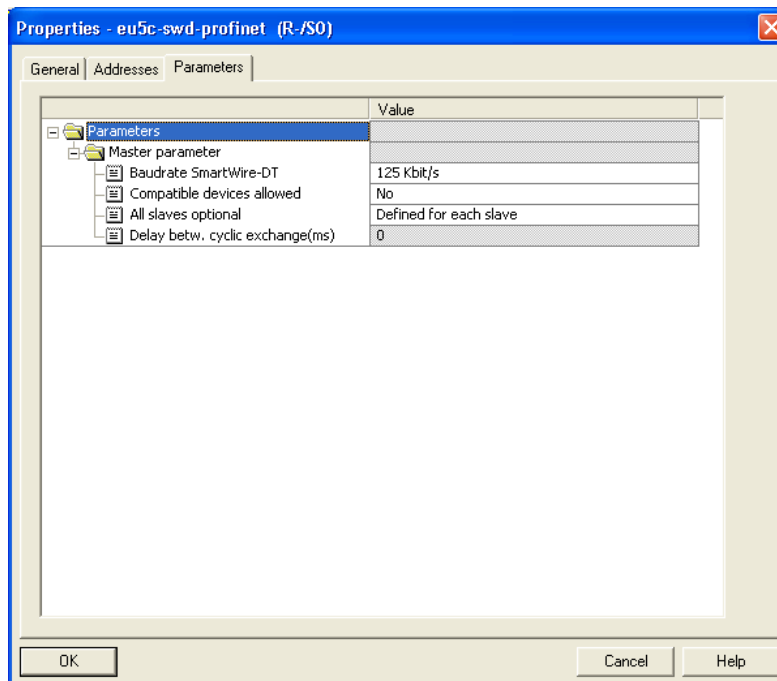 Properties - eu5c-swd-profinet (R-/S0)
General Addresses Parameters
Value
Parameters
Master parameter
Baudrate SmartWire-DT 125 Kbit/s
Compatible devices allowed No
All slaves optional Defined for each slave
Delay betw. cyclic exchange(ms) 0
OK Cancel Help